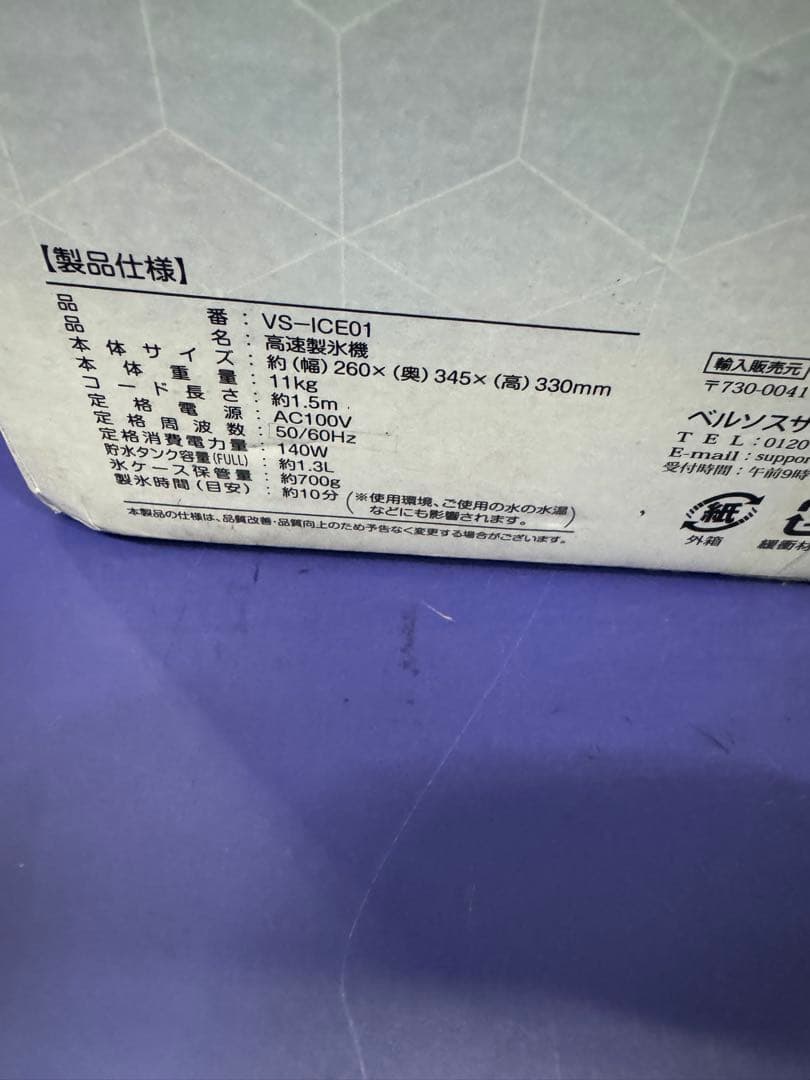 【製品仕様】
品番：VS-ICE01
品名：高速製氷機
本体サイズ：約（幅）260×（奥）345×（高）330mm
本体重量：11kg
コード長さ：約1.5m
定格電源：AC100V
定格周波数：50/60Hz
定格消費電力量：140W
貯水タンク容量(FULL)：約1.3L
氷ケース保管量：約700g
製氷時間（目安）：約10分（※使用環境、ご使用の水の水温
などにも影響されます。）
本製品の仕様は、品質改善・品質向上のため予告なく変更する場合がございます。
輸入販売元
〒730-0041
ベルソスサ
TEL：0120
E-mail：suppor
受付時間：午前9時
紙
外箱
緩衝材